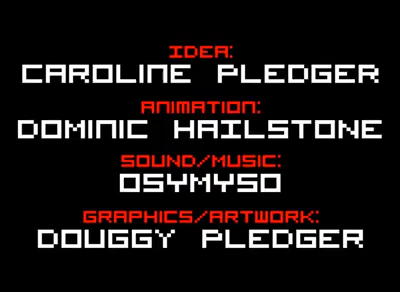 IDEA:
CAROLINE PLEDGER
ANIMATION:
DOMINIC HAILSTONE
SOUND/MUSIC:
OSYMYSO
GRAPHICS/ARTWORK:
DOUGGY PLEDGER